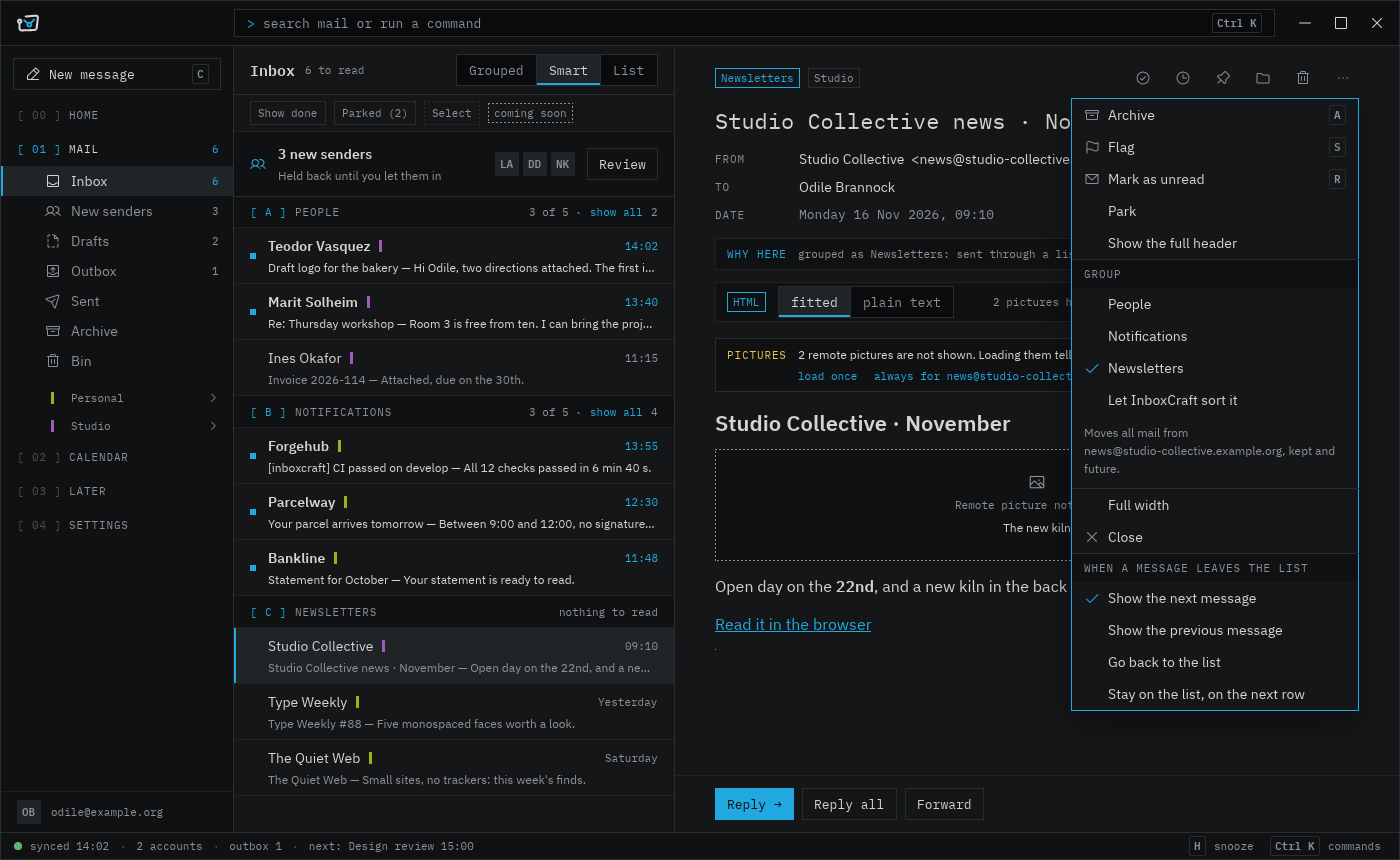 > search mail or run a command Ctrl K
New message C
[ 00 ] HOME
[ 01 ] MAIL 6
Inbox 6
New senders 3
Drafts 2
Outbox 1
Sent
Archive
Bin
Personal
Studio
[ 02 ] CALENDAR
[ 03 ] LATER
[ 04 ] SETTINGS
OB odile@example.org
Inbox 6 to read Grouped Smart List
Show done Parked (2) Select coming soon
3 new senders
Held back until you let them in
LA DD NK Review
[ A ] PEOPLE 3 of 5 · show all 2
Teodor Vasquez 14:02
Draft logo for the bakery — Hi Odile, two directions attached. The first i…
Marit Solheim 13:40
Re: Thursday workshop — Room 3 is free from ten. I can bring the proj…
Ines Okafor 11:15
Invoice 2026-114 — Attached, due on the 30th.
[ B ] NOTIFICATIONS 3 of 5 · show all 4
Forgehub 13:55
[inboxcraft] CI passed on develop — All 12 checks passed in 6 min 40 s.
Parcelway 12:30
Your parcel arrives tomorrow — Between 9:00 and 12:00, no signature…
Bankline 11:48
Statement for October — Your statement is ready to read.
[ C ] NEWSLETTERS nothing to read
Studio Collective 09:10
Studio Collective news · November — Open day on the 22nd, and a ne…
Type Weekly Yesterday
Type Weekly #88 — Five monospaced faces worth a look.
The Quiet Web Saturday
The Quiet Web — Small sites, no trackers: this week's finds.
Newsletters Studio
Studio Collective news · No
FROM Studio Collective <news@studio-collective.
TO Odile Brannock
DATE Monday 16 Nov 2026, 09:10
WHY HERE grouped as Newsletters: sent through a lis
HTML fitted plain text 2 pictures h
PICTURES 2 remote pictures are not shown. Loading them tell
load once always for news@studio-collect
Studio Collective · November
Remote picture not
The new kiln
Open day on the 22nd, and a new kiln in the back
Read it in the browser
Reply → Reply all Forward
Archive A
Flag S
Mark as unread R
Park
Show the full header
GROUP
People
Notifications
Newsletters
Let InboxCraft sort it
Moves all mail from
news@studio-collective.example.org, kept and
future.
Full width
Close
WHEN A MESSAGE LEAVES THE LIST
Show the next message
Show the previous message
Go back to the list
Stay on the list, on the next row
synced 14:02 · 2 accounts · outbox 1 · next: Design review 15:00
H snooze Ctrl K commands